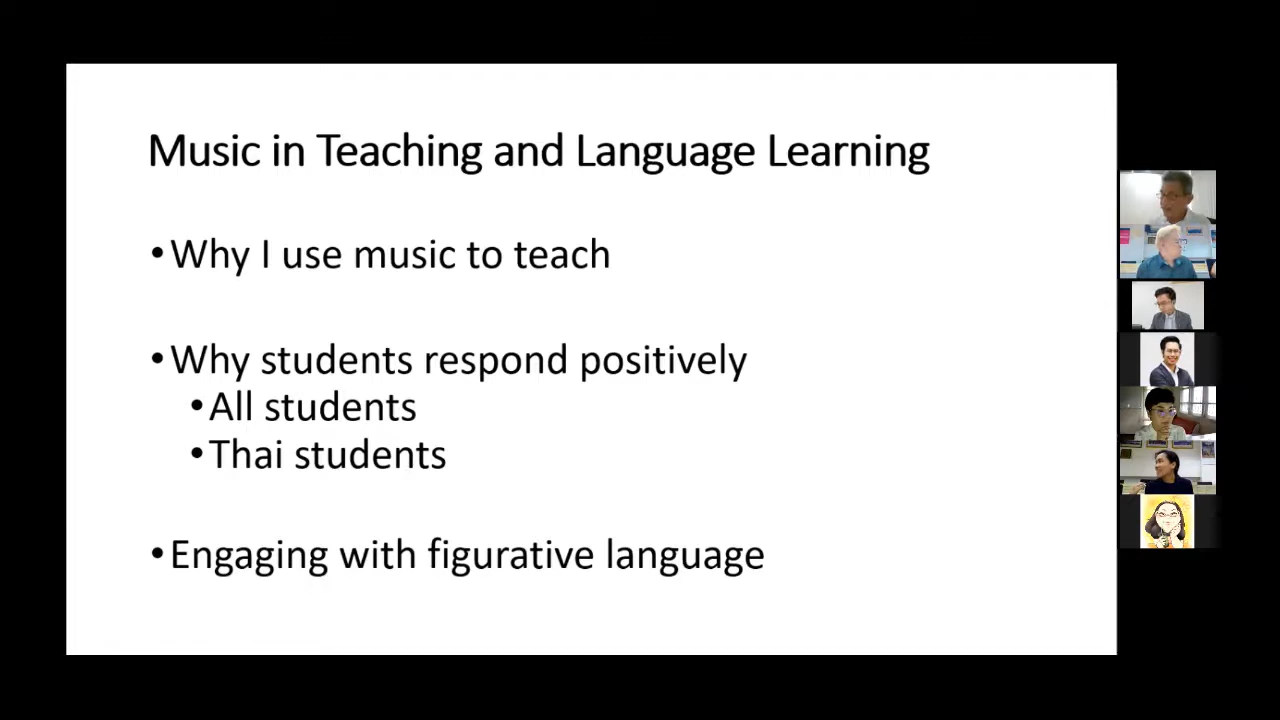 Music in Teaching and Language Learning
•Why I use music to teach
•Why students respond positively
•All students
•Thai students
•Engaging with figurative language